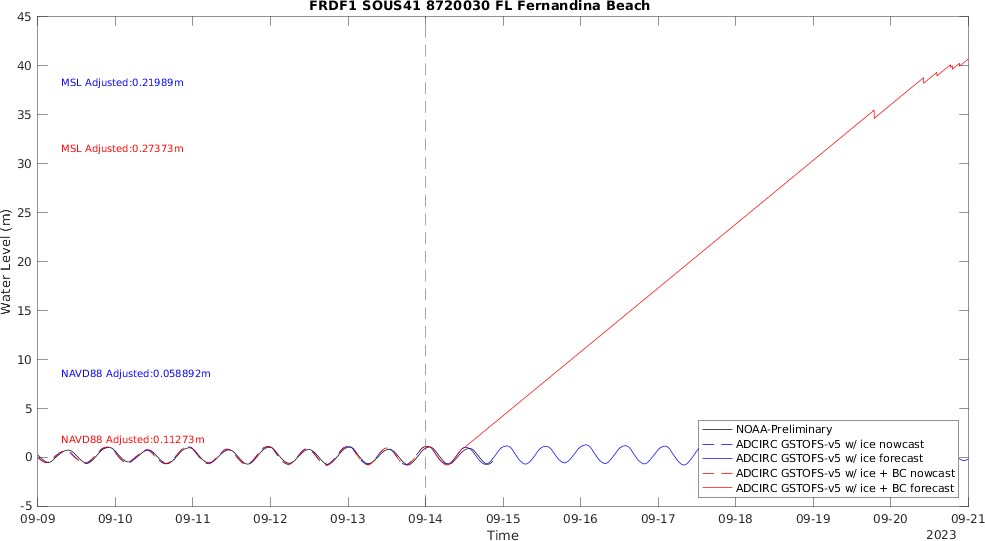 FRDF1 SOUS41 8720030 FL Fernandina Beach
45
40
35
30
25
20
15
10
5
0
-5
Water Level (m)
MSL Adjusted:0.21989m
MSL Adjusted:0.27373m
NAVD88 Adjusted:0.058892m
NAVD88 Adjusted:0.11273m
NOAA-Preliminary
ADCIRC GSTOFS-v5 w/ ice nowcast
ADCIRC GSTOFS-v5 w/ ice forecast
ADCIRC GSTOFS-v5 w/ ice + BC nowcast
ADCIRC GSTOFS-v5 w/ ice + BC forecast
09-09 09-10 09-11 09-12 09-13 09-14 09-15 09-16 09-17 09-18 09-19 09-20 09-21
Time
2023